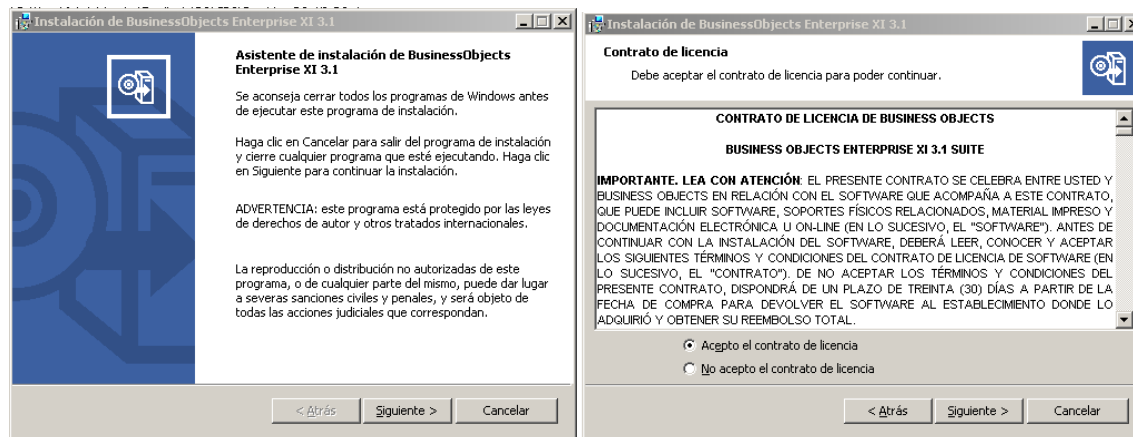 Instalación de BusinessObjects Enterprise XI 3.1
Asistente de instalación de BusinessObjects
Enterprise XI 3.1
Se aconseja cerrar todos los programas de Windows antes
de ejecutar este programa de instalación.
Haga clic en Cancelar para salir del programa de instalación
y cierre cualquier programa que esté ejecutando. Haga clic
en Siguiente para continuar la instalación.
ADVERTENCIA: este programa está protegido por las leyes
de derechos de autor y otros tratados internacionales.
La reproducción o distribución no autorizadas de este
programa, o de cualquier parte del mismo, puede dar lugar
a severas sanciones civiles y penales, y será objeto de
todas las acciones judiciales que correspondan.
< Atrás
Siguiente >
Cancelar
Instalación de BusinessObjects Enterprise XI 3.1
Contrato de licencia
Debe aceptar el contrato de licencia para poder continuar.
CONTRATO DE LICENCIA DE BUSINESS OBJECTS
BUSINESS OBJECTS ENTERPRISE XI 3.1 SUITE
IMPORTANTE. LEA CON ATENCIÓN: EL PRESENTE CONTRATO SE CELEBRA ENTRE USTED Y
BUSINESS OBJECTS EN RELACIÓN CON EL SOFTWARE QUE ACOMPAÑA A ESTE CONTRATO,
QUE PUEDE INCLUIR SOFTWARE, SOPORTES FÍSICOS RELACIONADOS, MATERIAL IMPRESO Y
DOCUMENTACIÓN ELECTRÓNICA U ON-LINE (EN LO SUCESIVO, EL "SOFTWARE"). ANTES DE
CONTINUAR CON LA INSTALACIÓN DEL SOFTWARE, DEBERÁ LEER, CONOCER Y ACEPTAR
LOS SIGUIENTES TÉRMINOS Y CONDICIONES DEL CONTRATO DE LICENCIA DE SOFTWARE (EN
LO SUCESIVO, EL "CONTRATO"). DE NO ACEPTAR LOS TÉRMINOS Y CONDICIONES DEL
PRESENTE CONTRATO, DISPONDRÁ DE UN PLAZO DE TREINTA (30) DÍAS A PARTIR DE LA
FECHA DE COMPRA PARA DEVOLVER EL SOFTWARE AL ESTABLECIMIENTO DONDE LO
ADQUIRIÓ Y OBTENER SU REEMBOLSO TOTAL.
Acepto el contrato de licencia
No acepto el contrato de licencia
< Atrás
Siguiente >
Cancelar